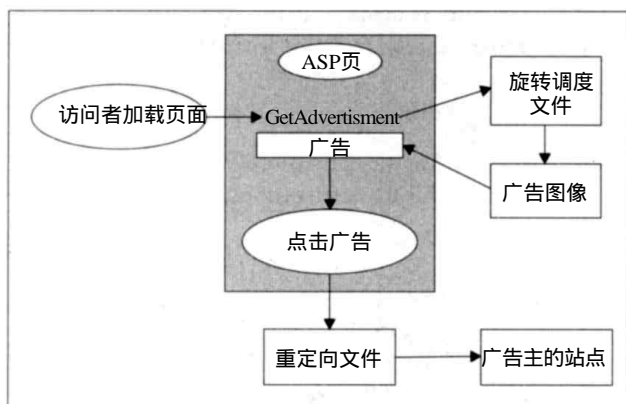 ASP页
访问者加载页面
GetAdvertisment
旋转调度
文件
广告
广告图像
点击广告
重定向文件
广告主的站点